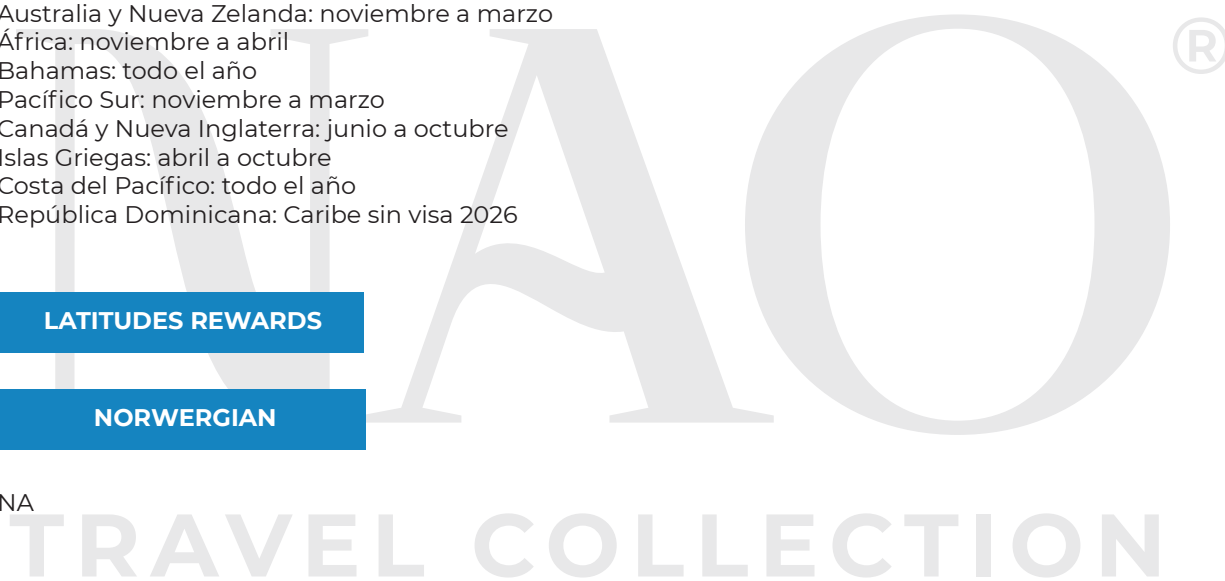 Australia y Nueva Zelanda: noviembre a marzo
África: noviembre a abril
Bahamas: todo el año
Pacífico Sur: noviembre a marzo
Canadá y Nueva Inglaterra: junio a octubre
Islas Griegas: abril a octubre
Costa del Pacífico: todo el año
República Dominicana: Caribe sin visa 2026
LATITUDES REWARDS
NORWERGIAN
NA
NAO®
TRAVEL COLLECTION